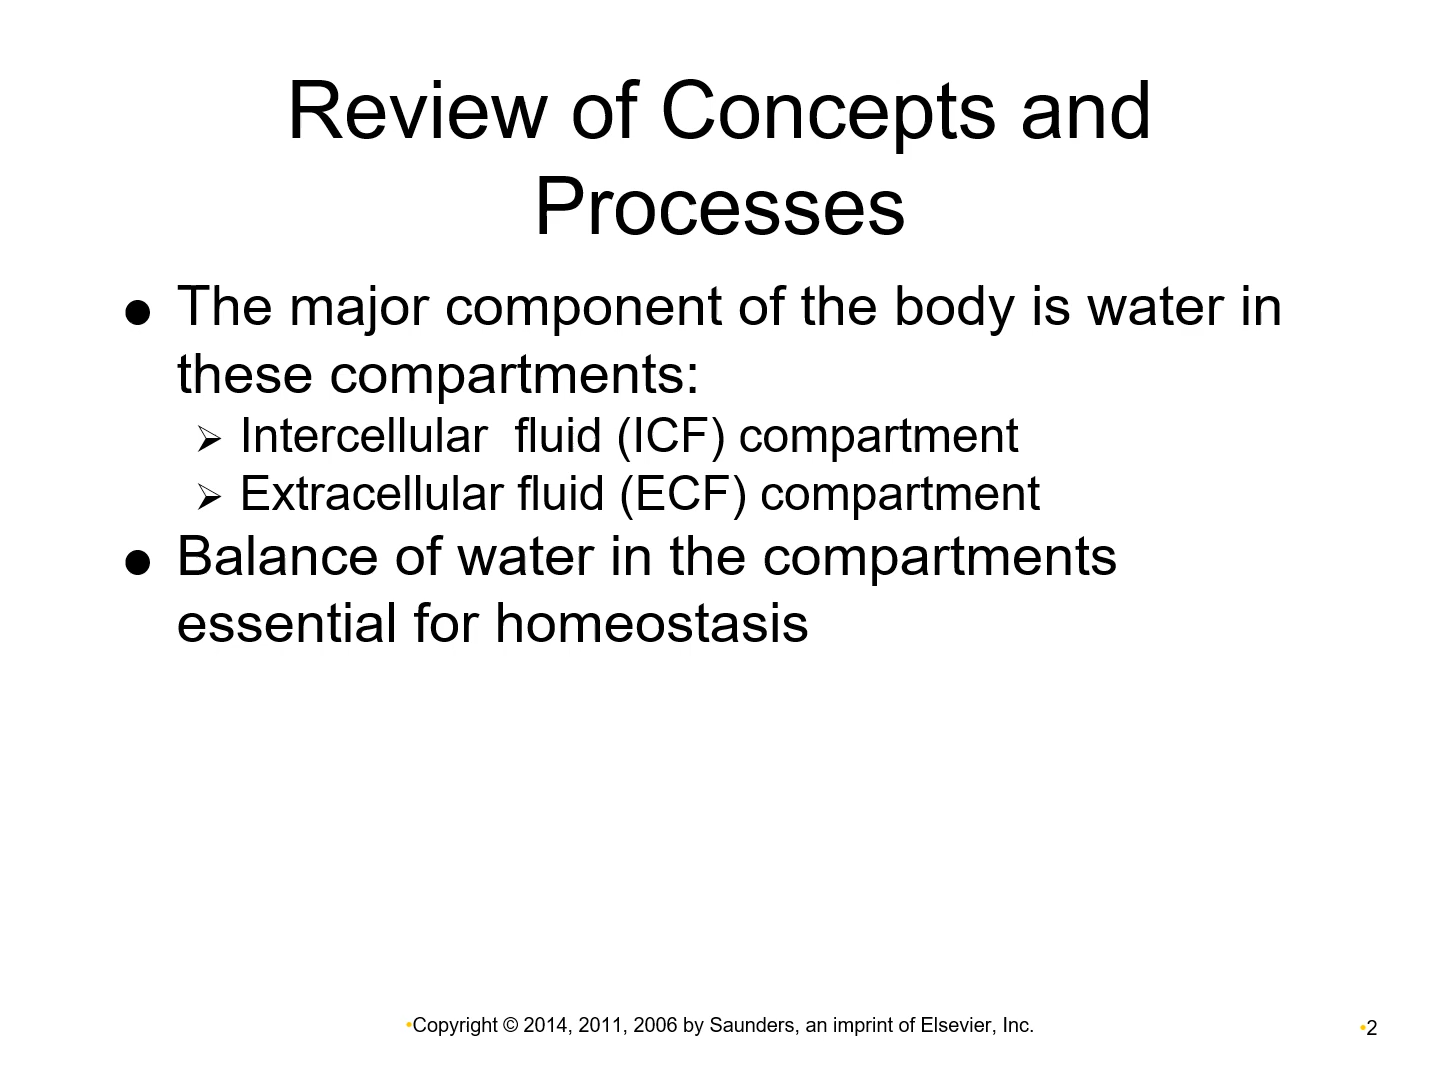 Review of Concepts and
Processes
● The major component of the body is water in
these compartments:
➢ Intercellular  fluid (ICF) compartment
➢ Extracellular fluid (ECF) compartment
● Balance of water in the compartments
essential for homeostasis
•Copyright © 2014, 2011, 2006 by Saunders, an imprint of Elsevier, Inc.
•2